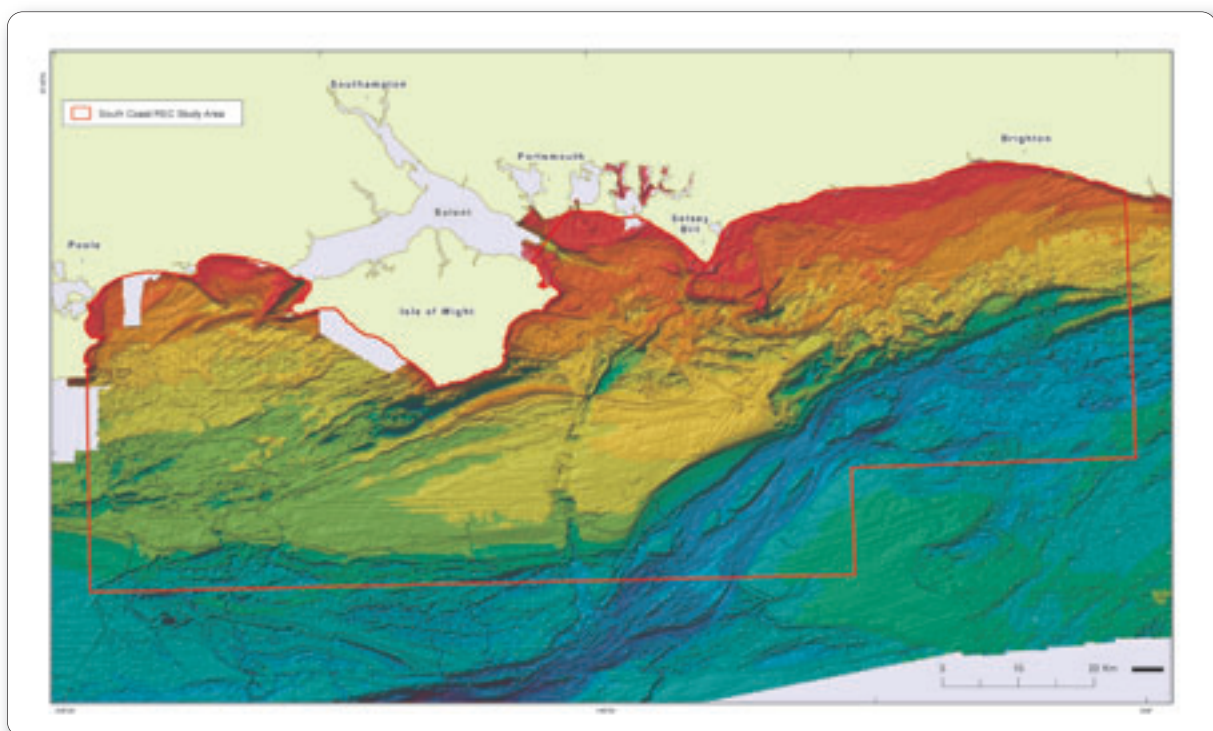 Southampton
South Coast REC Study Area
Portsmouth
Brighton
Solent
Selsey
Bill
Poole
Isle of Wight
0
10
20 Km